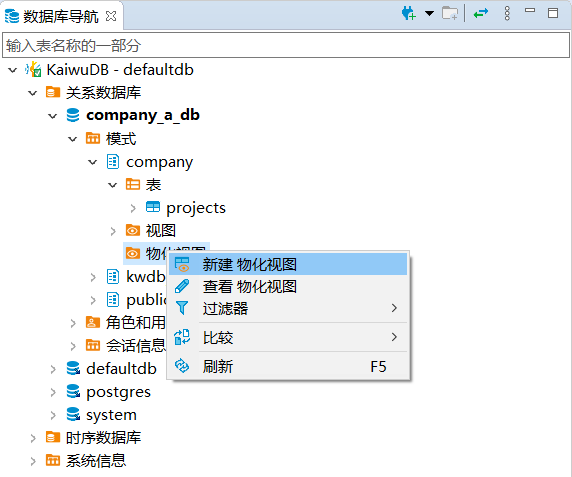 数据库导航
输入表名称的一部分
KaiwuDB - defaultdb
关系数据库
company_a_db
模式
company
表
projects
视图
物化视图
新建 物化视图
查看 物化视图
过滤器
比较
刷新 F5
kwdb
public
角色和用
会话信息
defaultdb
postgres
system
时序数据库
系统信息